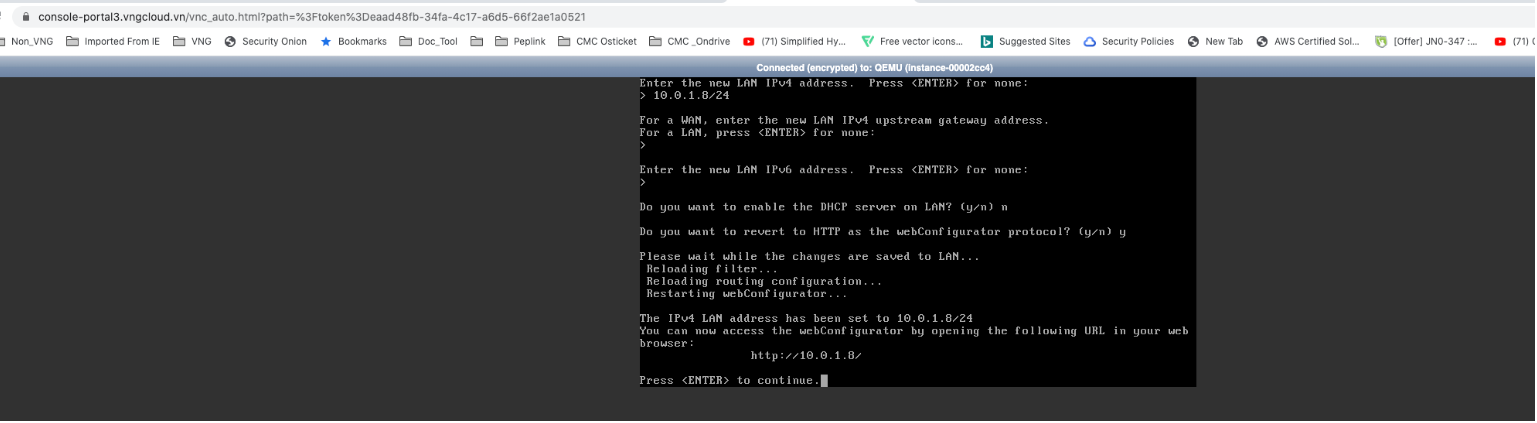 console-portal3.vngcloud.vn/vnc_auto.html?path=%3Ftoken%3Deaad48fb-34fa-4c17-a6d5-66f2ae1a0521
Non_VNG Imported From IE VNG Security Onion Bookmarks Doc_Tool Peplink CMC Osticket CMC _Ondrive (71) Simplified Hy... Free vector icons... Suggested Sites Security Policies New Tab AWS Certified Sol... [Offer] JN0-347 :... (71)
Connected (encrypted) to: QEMU (instance-00002cc4)
Enter the new LAN IPv4 address.  Press <ENTER> for none:
> 10.0.1.8/24
For a WAN, enter the new LAN IPv4 upstream gateway address.
For a LAN, press <ENTER> for none:
>
Enter the new LAN IPv6 address.  Press <ENTER> for none:
>
Do you want to enable the DHCP server on LAN? (y/n) n
Do you want to revert to HTTP as the webConfigurator protocol? (y/n) y
Please wait while the changes are saved to LAN...
Reloading filter...
Reloading routing configuration...
Restarting webConfigurator...
The IPv4 LAN address has been set to 10.0.1.8/24
You can now access the webConfigurator by opening the following URL in your web
browser:
http://10.0.1.8/
Press <ENTER> to continue.